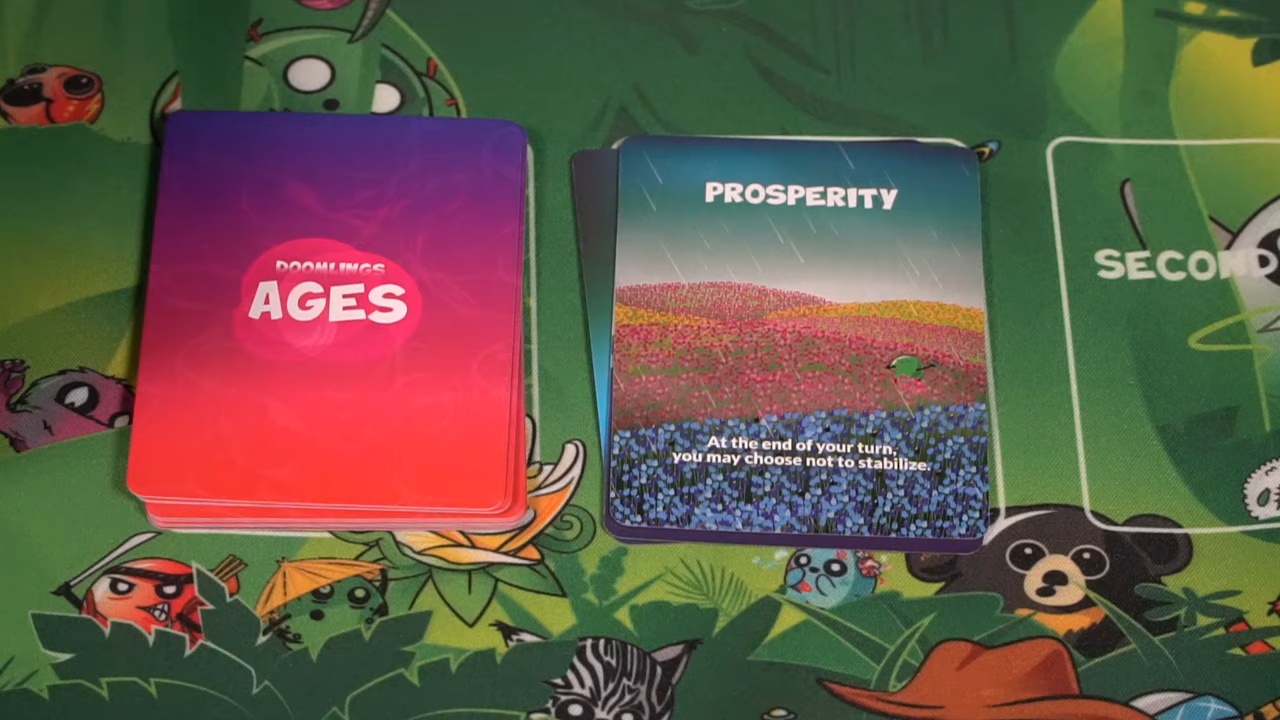 DOOMLINGS
AGES
PROSPERITY
At the end of your turn,
you may choose not to stabilize.
SECOND